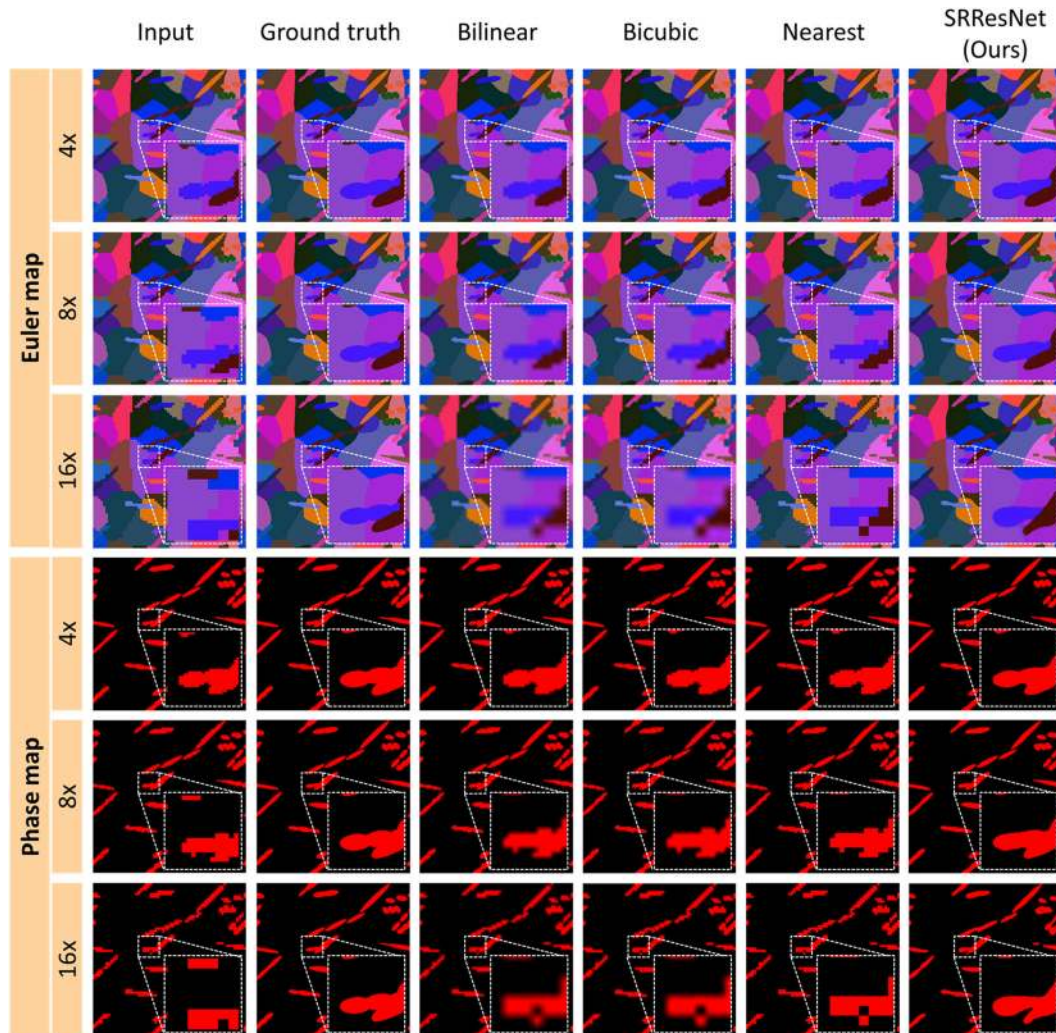 Input
Ground truth
Bilinear
Bicubic
Nearest
SRResNet
(Ours)
Euler map
4x
8x
16x
Phase map
4x
8x
16x